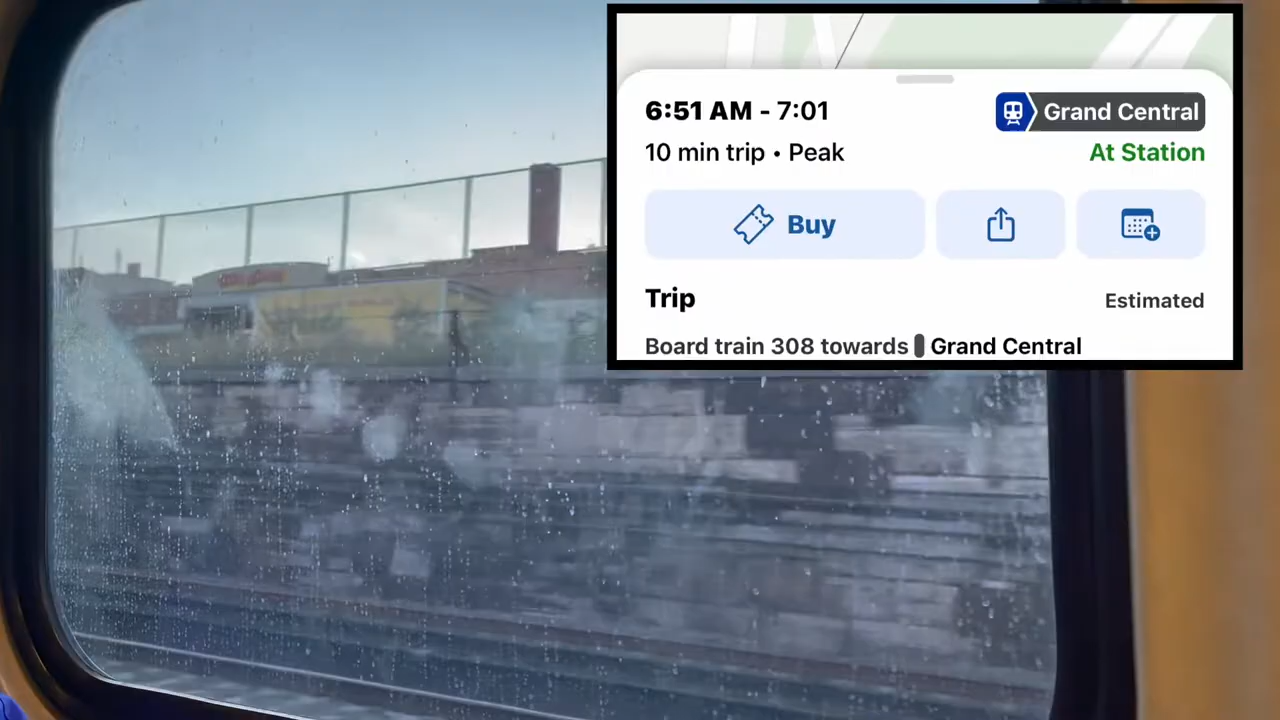 6:51 AM - 7:01
Grand Central
10 min trip • Peak
At Station
Buy
Trip
Estimated
Board train 308 towards Grand Central